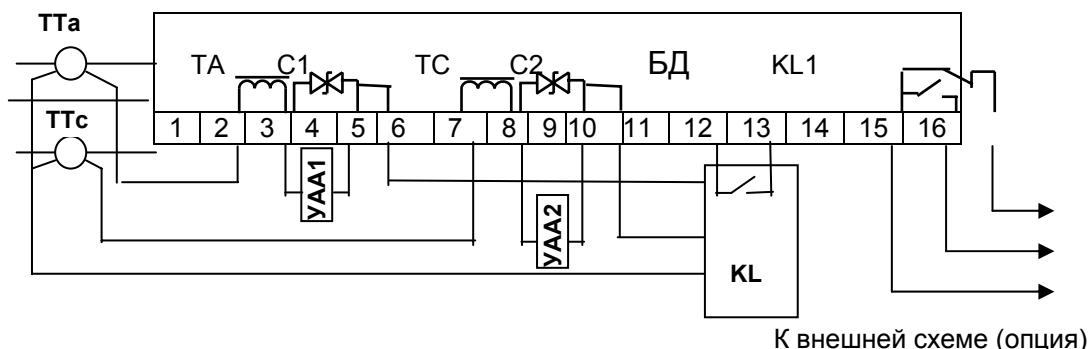 ТТа
ТА С1 ТС С2 БД KL1
ТТс
1 2 3 4 5 6 7 8 9 10 11 12 13 14 15 16
УАА1
УАА2
KL
К внешней схеме (опция)